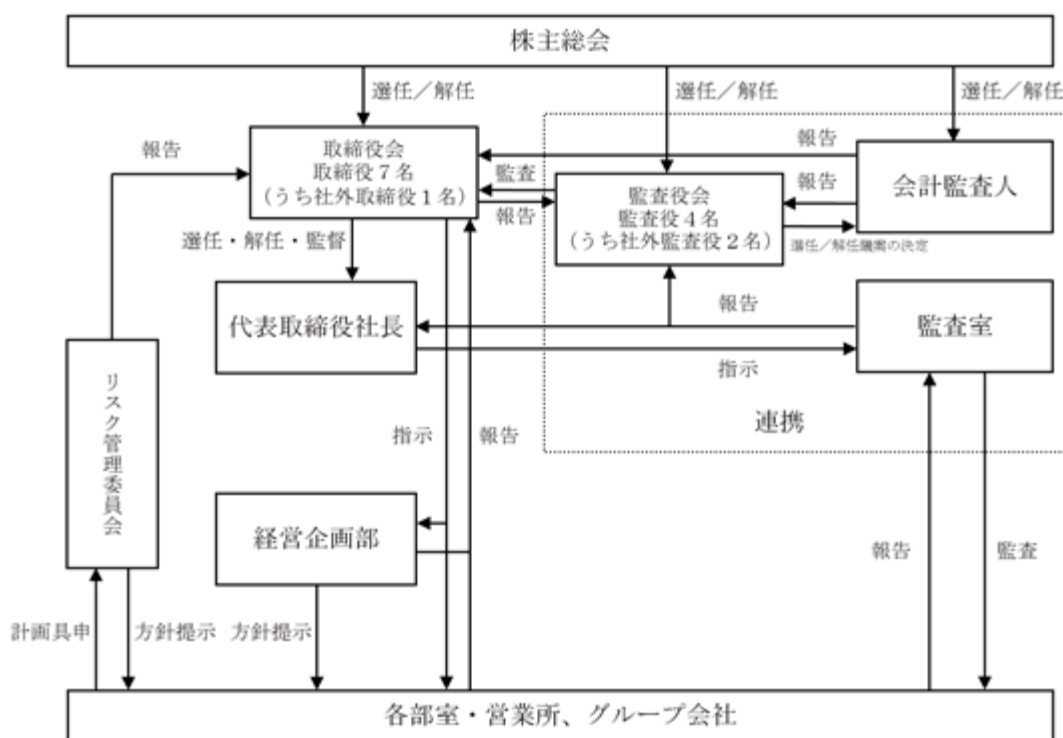 株主総会
選任／解任
選任／解任
選任／解任
報告
取締役会
取締役７名
（うち社外取締役１名）
監査
報告
報告
監査役会
監査役４名
（うち社外監査役２名）
報告
会計監査人
選任／解任議案の決定
選任・解任・監督
代表取締役社長
報告
指示
監査室
連携
リスク管理委員会
指示
報告
経営企画部
報告
監査
計画具申
方針提示
方針提示
各部室・営業所、グループ会社